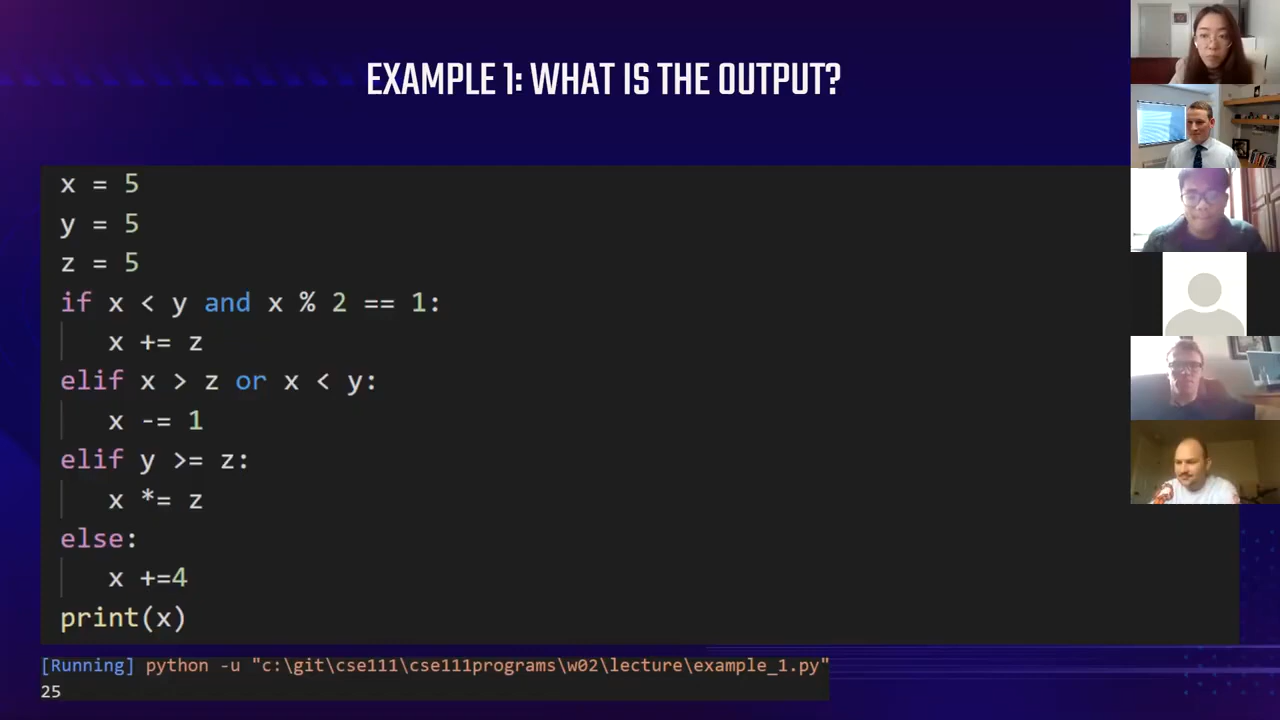 EXAMPLE 1: WHAT IS THE OUTPUT?
x = 5
y = 5
z = 5
if x < y and x % 2 == 1:
x += z
elif x > z or x < y:
x -= 1
elif y >= z:
x *= z
else:
x +=4
print(x)
[Running] python -u "c:\git\cse111\cse111programs\w02\lecture\example_1.py"
25